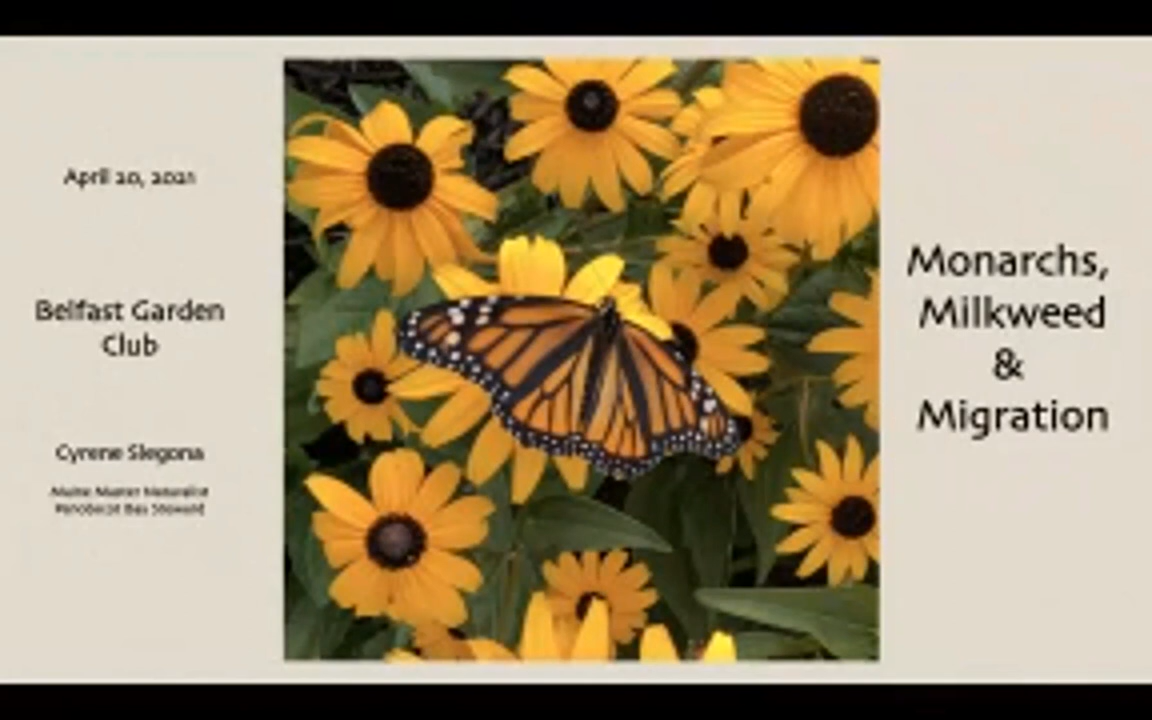 April 20, 2021
Belfast Garden
Club
Cyrene Slegona
Maine Master Naturalist
Penobscot Bay Steward
Monarchs,
Milkweed
&
Migration